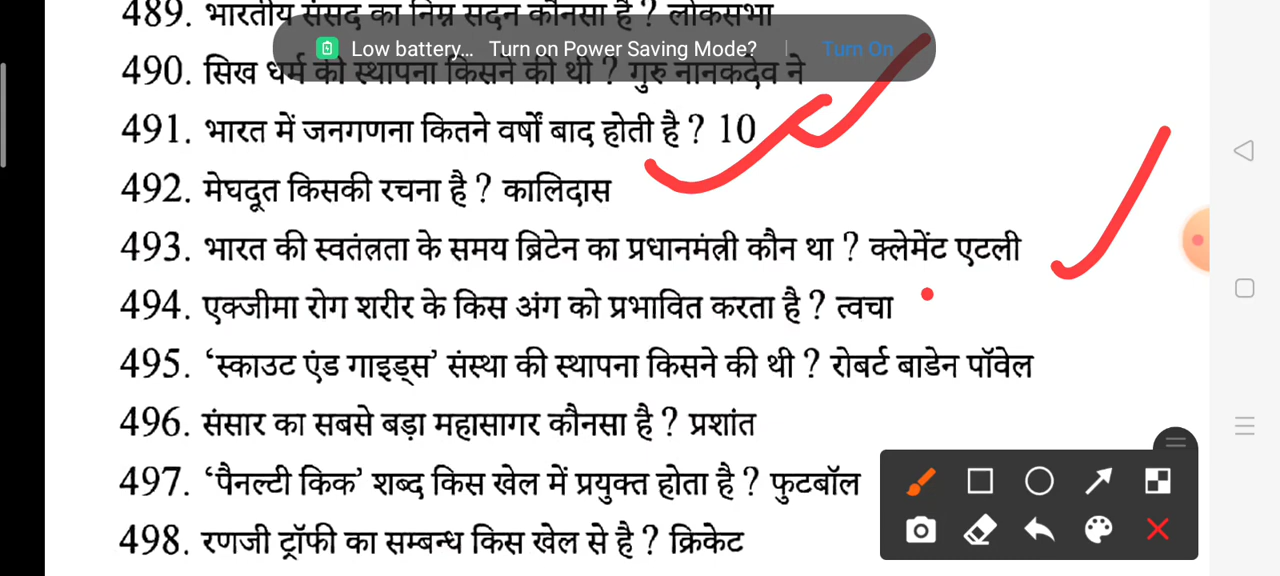 489. भारतीय संसद का निम्न सदन कौनसा है ? लोकसभा
Low battery... Turn on Power Saving Mode? Turn On
490. सिख धर्म की स्थापना किसने की थी ? गुरु नानकदेव ने
491. भारत में जनगणना कितने वर्षों बाद होती है ? 10
492. मेघदूत किसकी रचना है ? कालिदास
493. भारत की स्वतंत्रता के समय ब्रिटेन का प्रधानमंत्री कौन था ? क्लेमेंट एटली
494. एक्जीमा रोग शरीर के किस अंग को प्रभावित करता है ? त्वचा
495. ‘स्काउट एंड गाइड्स’ संस्था की स्थापना किसने की थी ? रोबर्ट बाडेन पॉवेल
496. संसार का सबसे बड़ा महासागर कौनसा है ? प्रशांत
497. ‘पैनल्टी किक’ शब्द किस खेल में प्रयुक्त होता है ? फुटबॉल
498. रणजी ट्रॉफी का सम्बन्ध किस खेल से है ? क्रिकेट